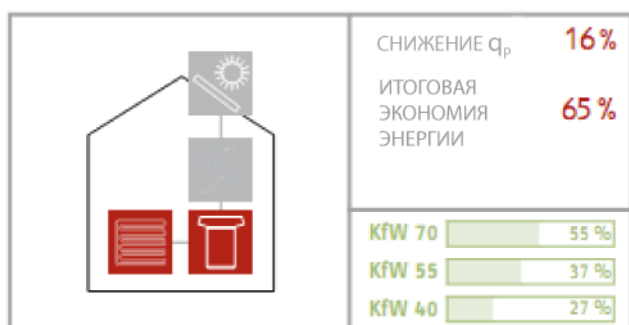 СНИЖЕНИЕ qP 16 %
ИТОГОВАЯ
ЭКОНОМИЯ 65 %
ЭНЕРГИИ
KfW 70 55 %
KfW 55 37 %
KfW 40 27 %